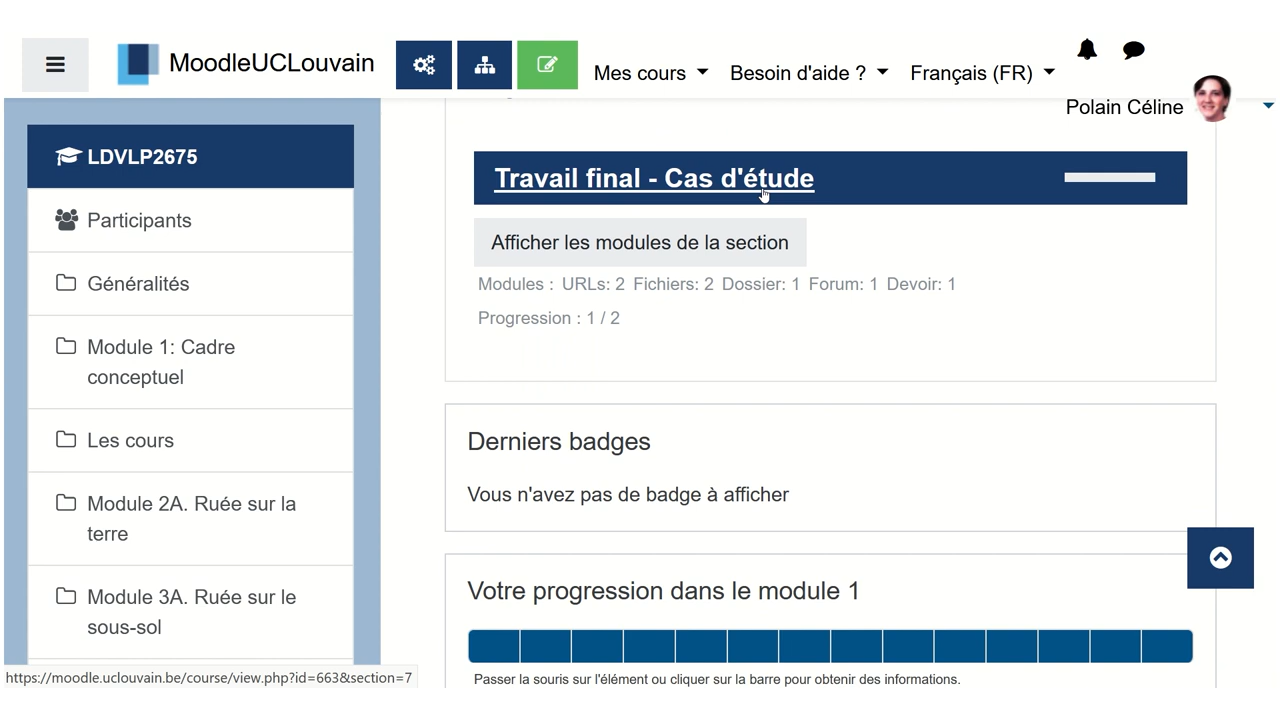 MoodleUCLouvain
Mes cours
Besoin d'aide ?
Français (FR)
Polain Céline
LDVLP2675
Participants
Généralités
Module 1: Cadre
conceptuel
Les cours
Module 2A. Ruée sur la
terre
Module 3A. Ruée sur le
sous-sol
https://moodle.uclouvain.be/course/view.php?id=663&section=7
Travail final - Cas d'étude
Afficher les modules de la section
Modules : URLs: 2 Fichiers: 2 Dossier: 1 Forum: 1 Devoir: 1
Progression : 1 / 2
Derniers badges
Vous n'avez pas de badge à afficher
Votre progression dans le module 1
Passer la souris sur l'élément ou cliquer sur la barre pour obtenir des informations.